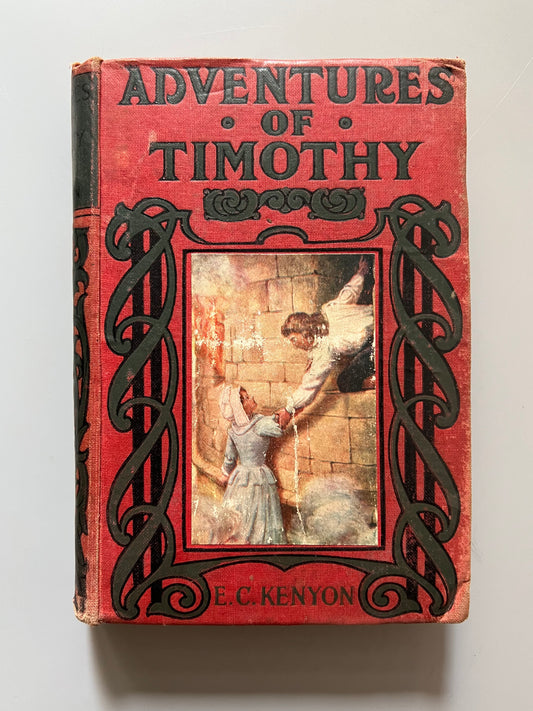 ADVENTURES
• OF •
TIMOTHY
E. C. KENYON